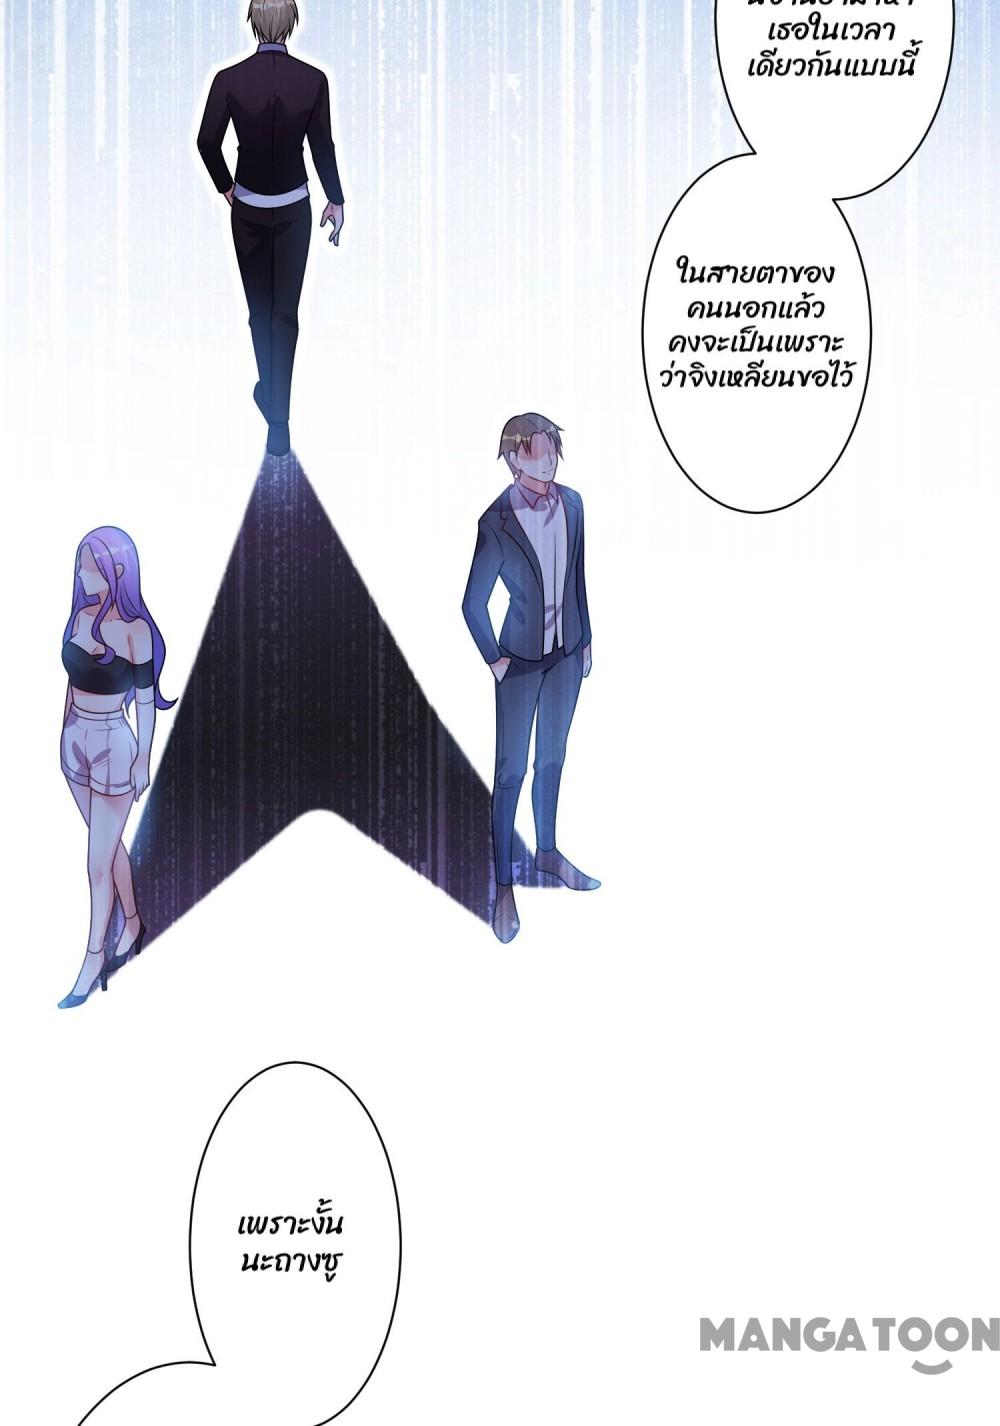 เธอในเวลา
เดียวกันแบบนี้
ในสายตาของ
คนนอกแล้ว
คงจะเป็นเพราะ
ว่าจิงเหลียนขอไว้
เพราะงั้น
นะถางซู
MANGATOON